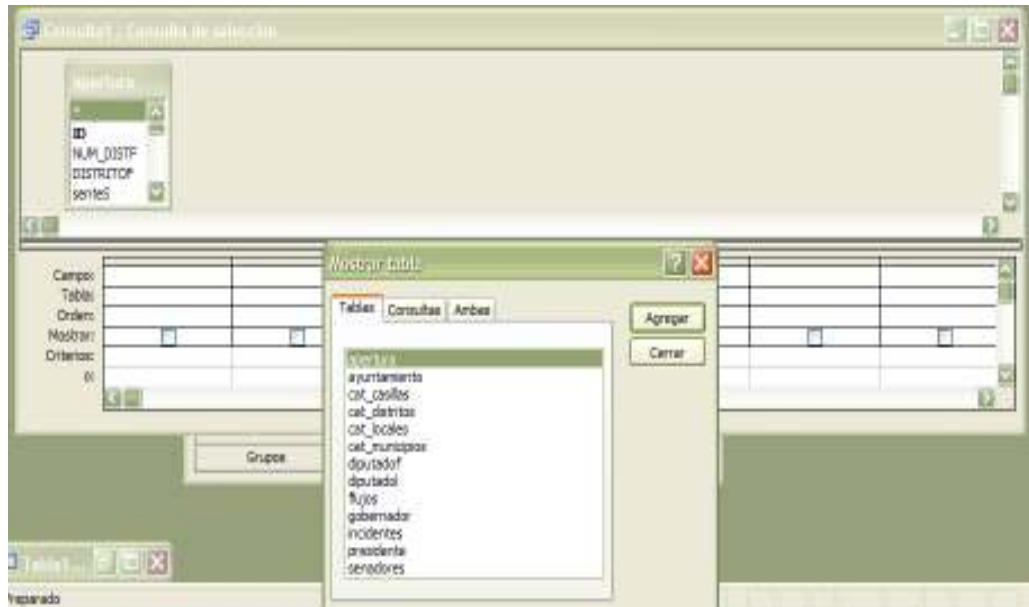 Consulta1 : Consulta de selección
apertura
*
ID
NUM_DISTF
DISTRITOF
Campo:
Tabla:
Orden:
Mostrar:
Criterios:
o:
Mostrar tabla
Tablas
Consultas
Ambas
Agregar
Cerrar
apertura
ayuntamiento
cat_casillas
cat_distritos
cat_locales
cat_municipios
diputadof
diputadol
flujos
gobernador
incidentes
presidente
senadores
Grupos
Tabla1...
Preparado